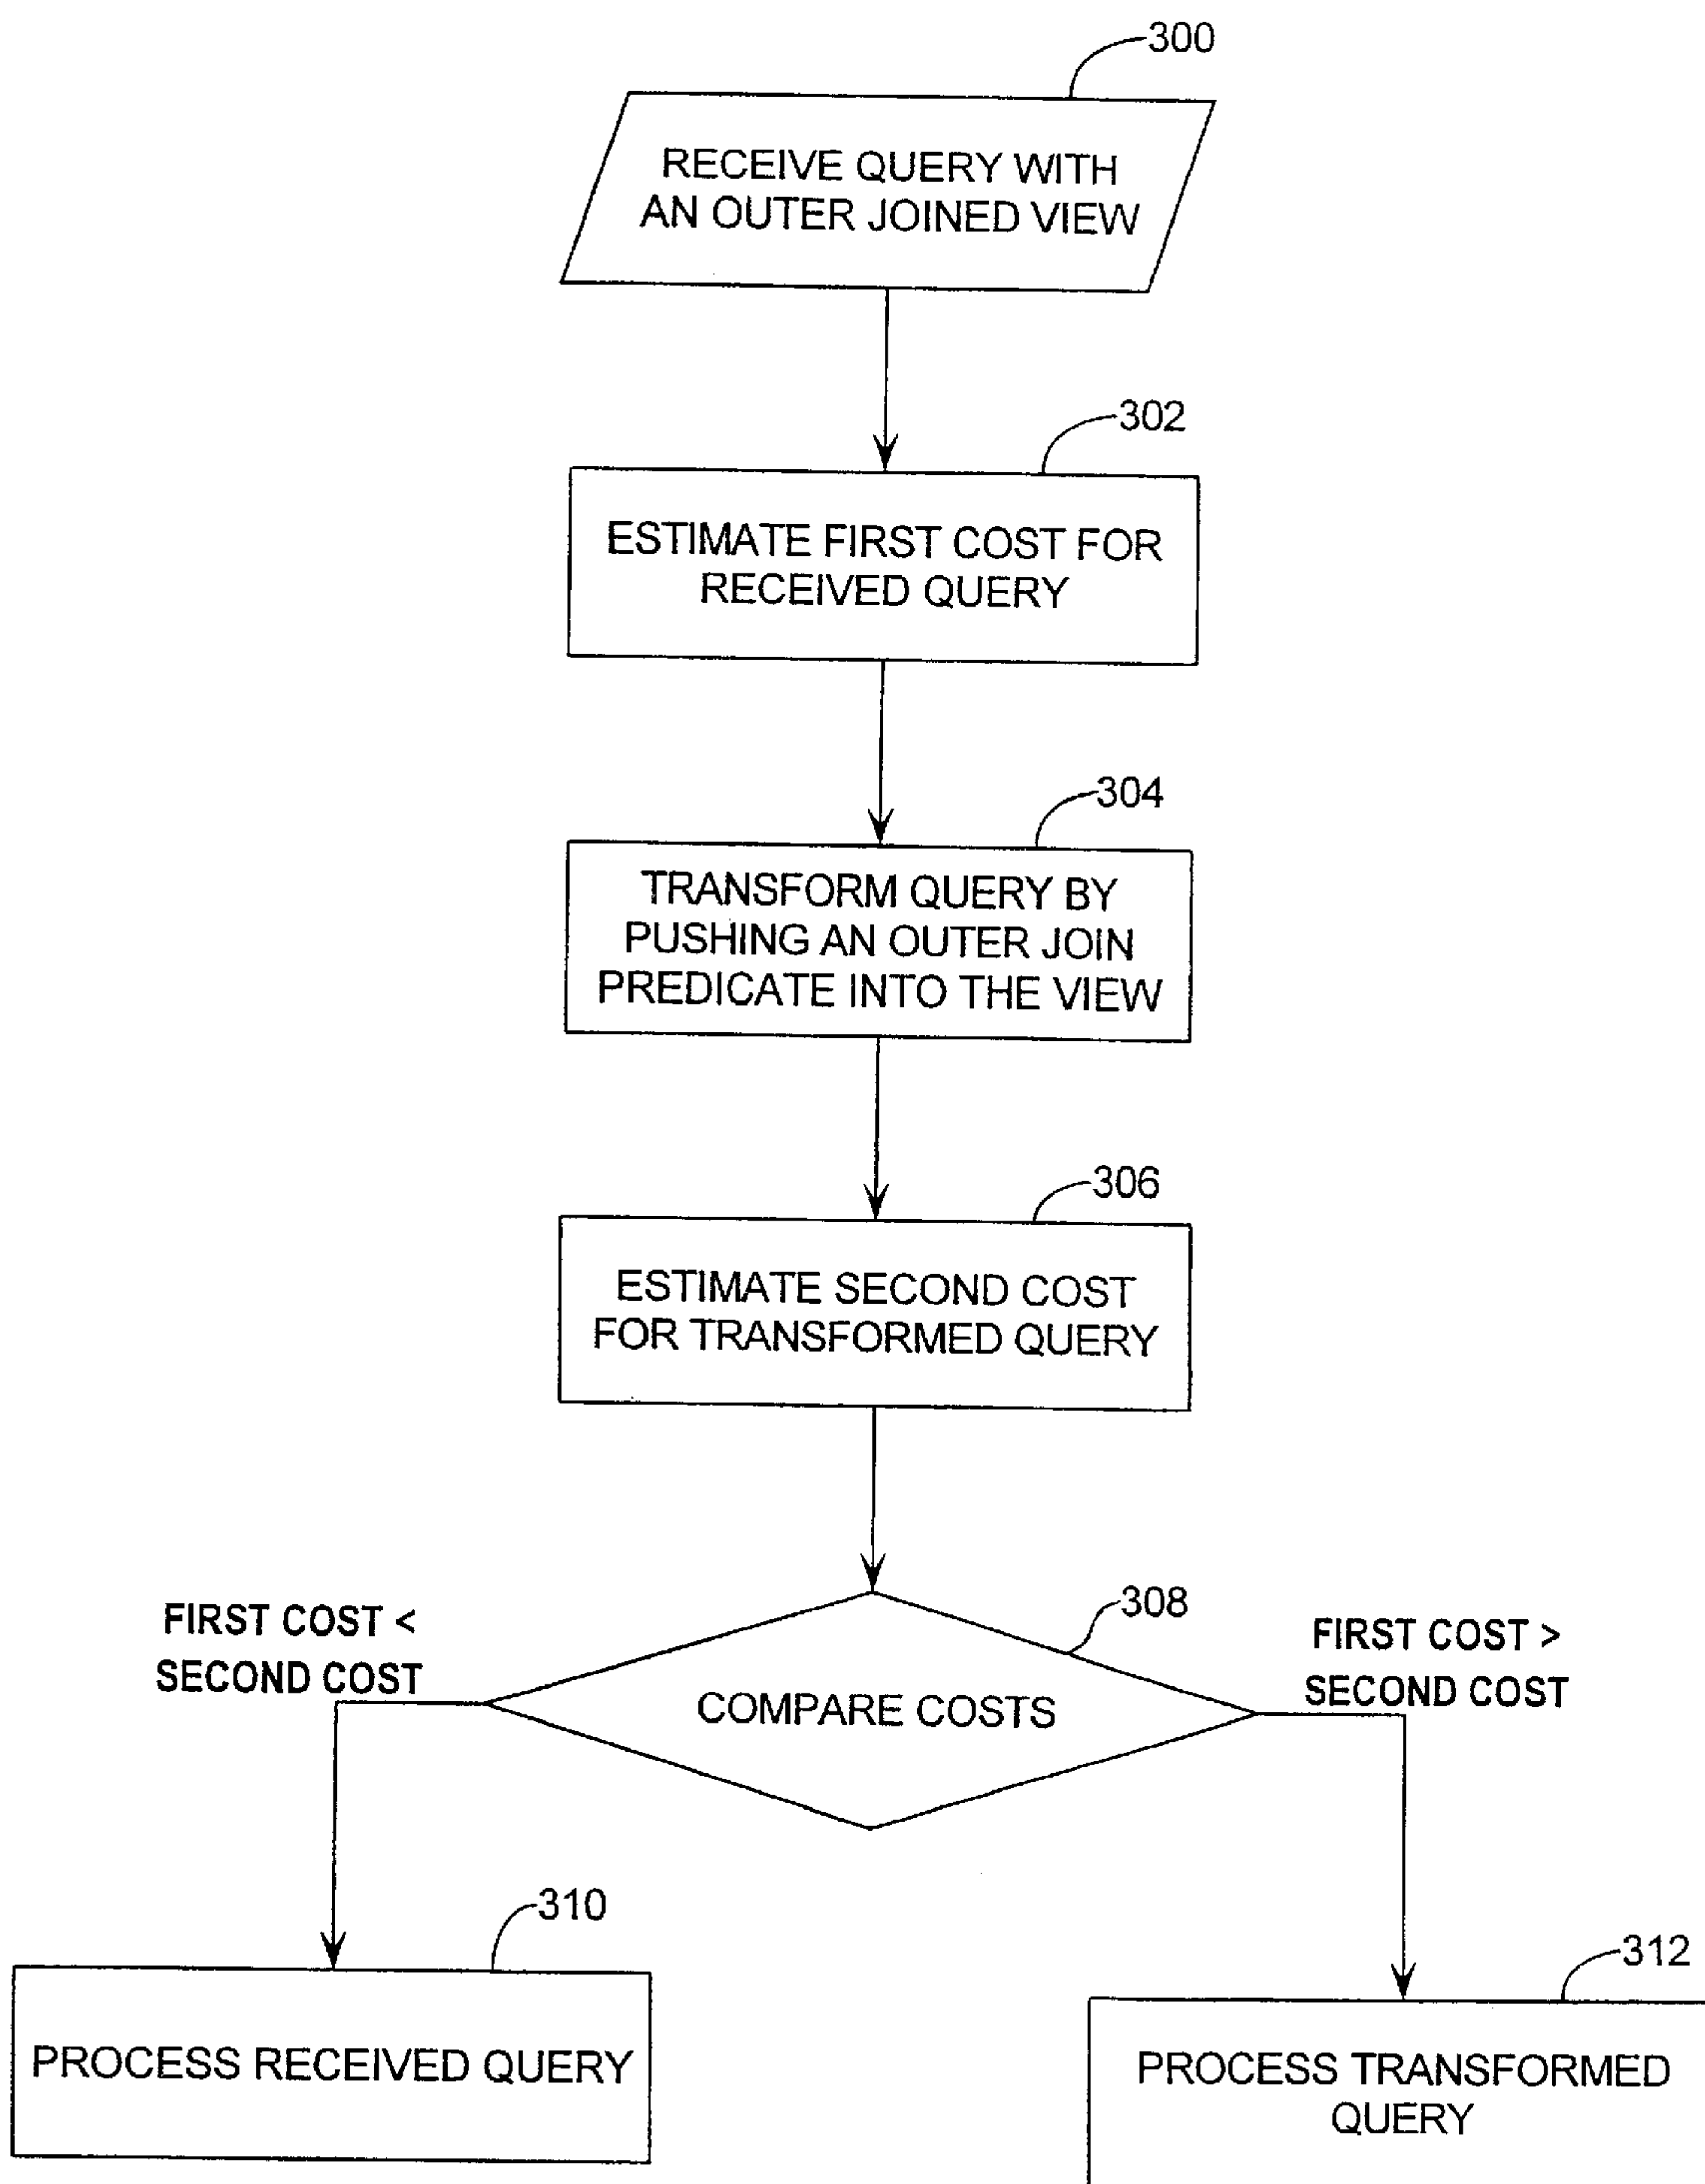 300
RECEIVE QUERY WITH
AN OUTER JOINED VIEW
302
ESTIMATE FIRST COST FOR
RECEIVED QUERY
304
TRANSFORM QUERY BY
PUSHING AN OUTER JOIN
PREDICATE INTO THE VIEW
306
ESTIMATE SECOND COST
FOR TRANSFORMED QUERY
308
FIRST COST <
SECOND COST
FIRST COST >
SECOND COST
COMPARE COSTS
310
PROCESS RECEIVED QUERY
312
PROCESS TRANSFORMED
QUERY